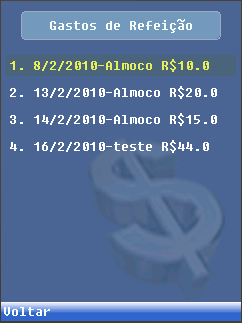 Gastos de Refeição
1. 8/2/2010-Almoco R$10.0
2. 13/2/2010-Almoco R$20.0
3. 14/2/2010-Almoco R$15.0
4. 16/2/2010-teste R$44.0
Voltar